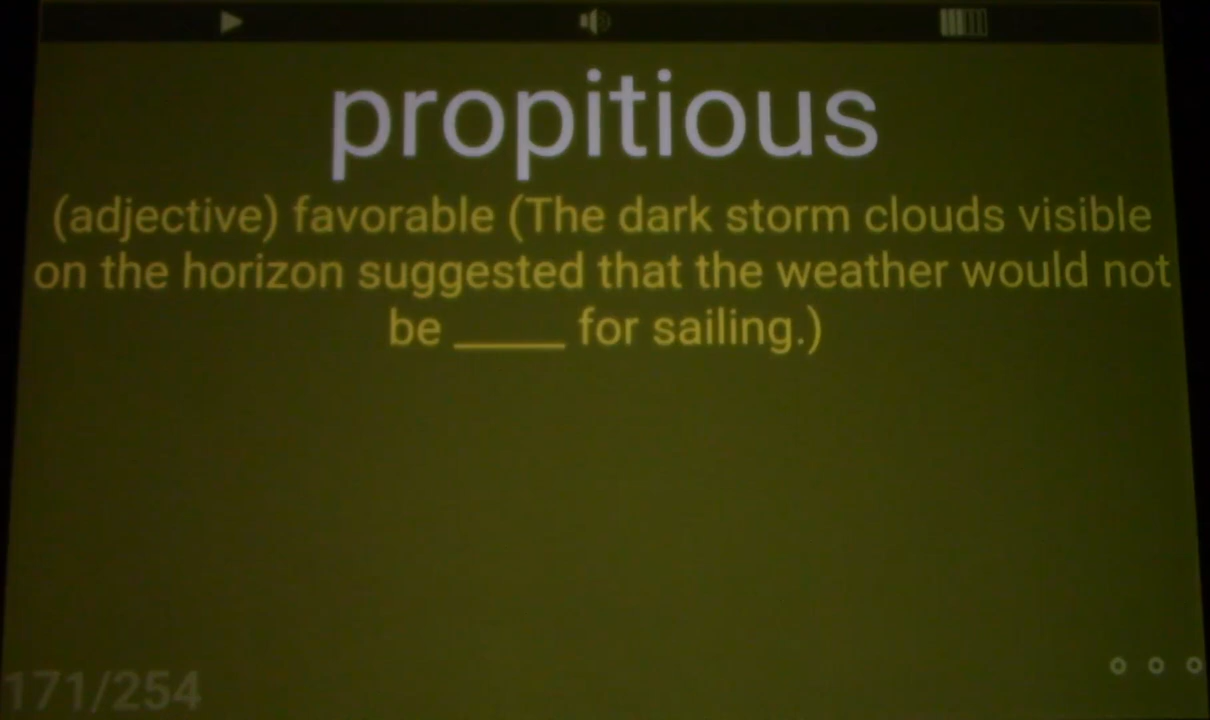 propitious
(adjective) favorable (The dark storm clouds visible
on the horizon suggested that the weather would not
be _____ for sailing.)
171/254